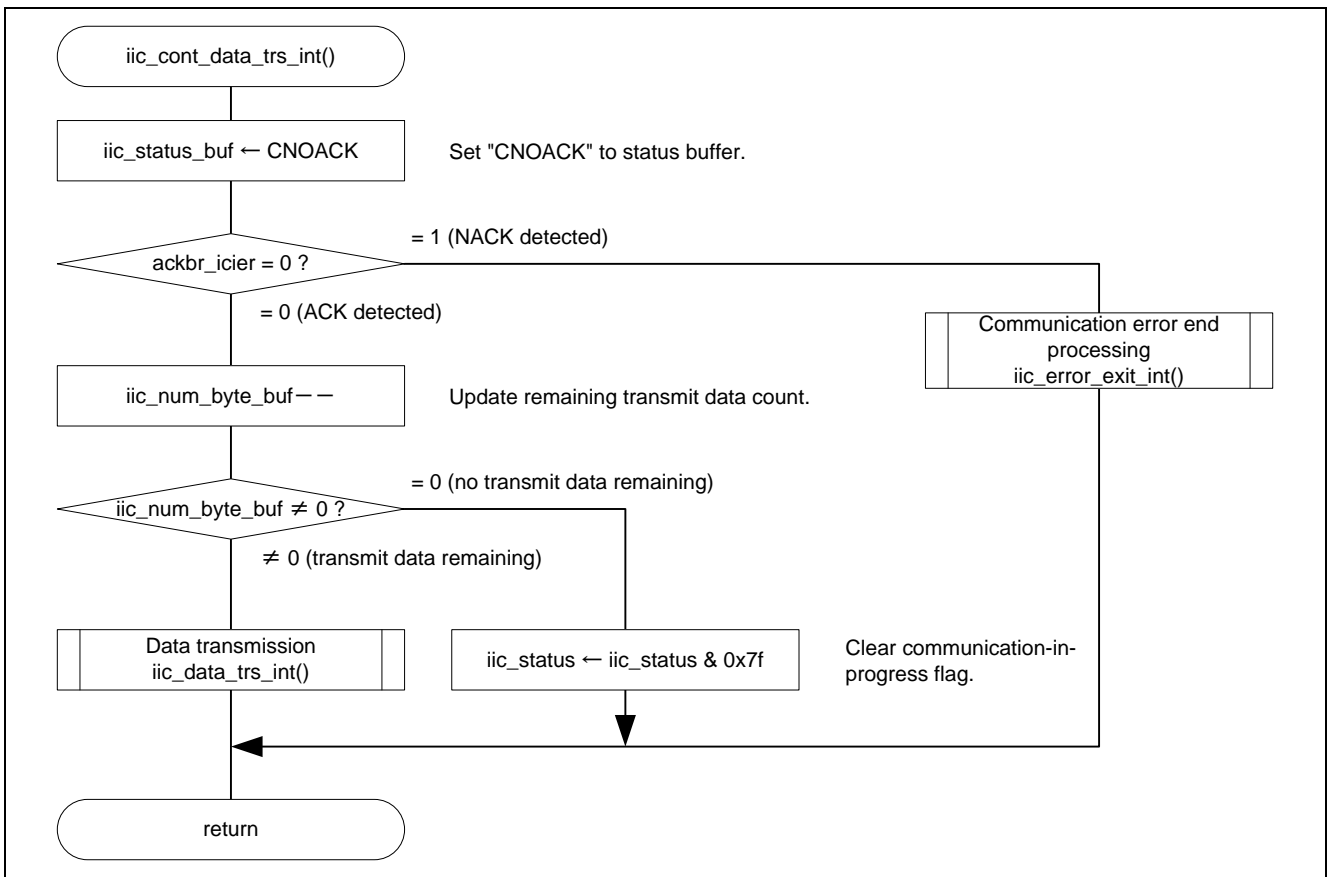 iic_cont_data_trs_int()
iic_status_buf ← CNOACK
Set "CNOACK" to status buffer.
= 1 (NACK detected)
ackbr_icier = 0 ?
= 0 (ACK detected)
Communication error end
processing
iic_error_exit_int()
iic_num_byte_buf－－
Update remaining transmit data count.
= 0 (no transmit data remaining)
iic_num_byte_buf ≠ 0 ?
≠ 0 (transmit data remaining)
Data transmission
iic_data_trs_int()
iic_status ← iic_status & 0x7f
Clear communication-in-
progress flag.
return